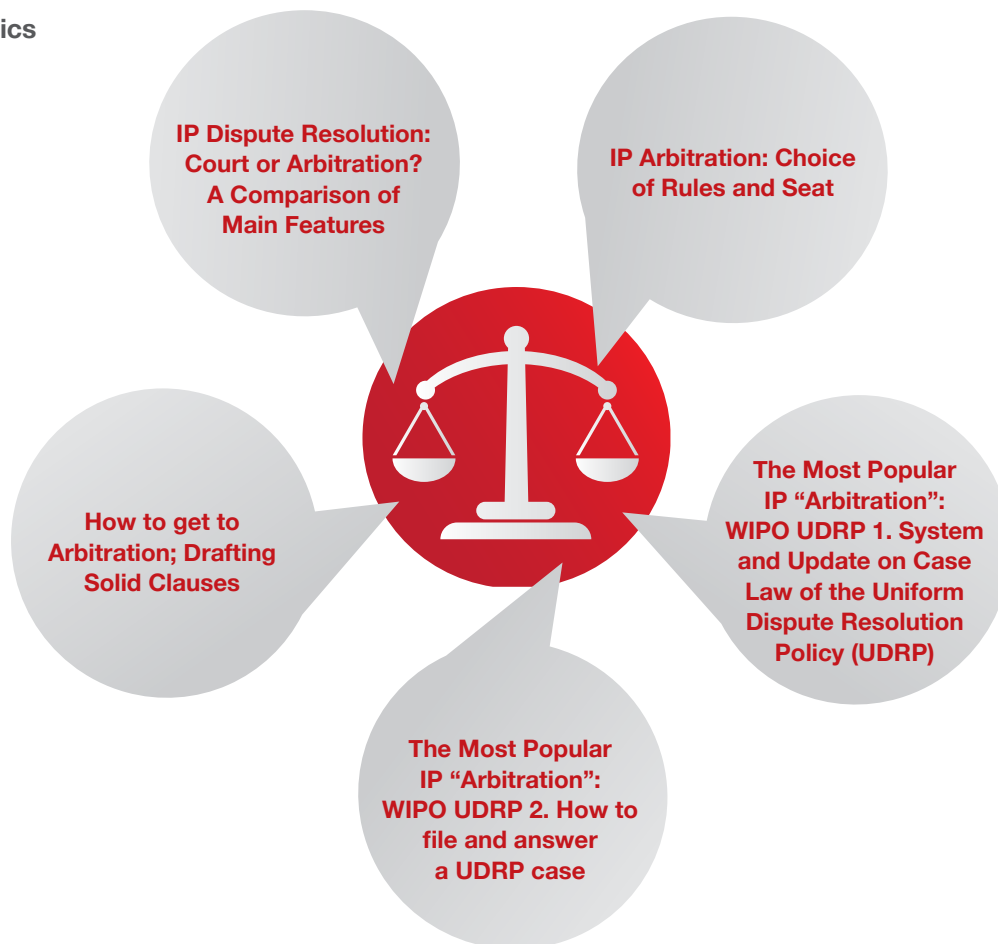 ics
IP Dispute Resolution:
Court or Arbitration?
A Comparison of
Main Features
IP Arbitration: Choice
of Rules and Seat
How to get to
Arbitration; Drafting
Solid Clauses
The Most Popular
IP “Arbitration”:
WIPO UDRP 1. System
and Update on Case
Law of the Uniform
Dispute Resolution
Policy (UDRP)
The Most Popular
IP “Arbitration”:
WIPO UDRP 2. How to
file and answer
a UDRP case